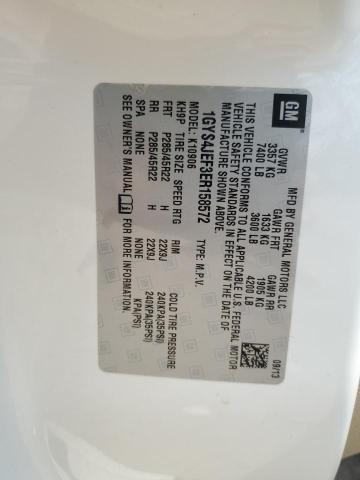 GM
MFD BY GENERAL MOTORS LLC
GVWR GAWR FRT GAWR RR
3357 KG 1633 KG 1905 KG
7400 LB 3600 LB 4200 LB
09/13
THIS VEHICLE CONFORMS TO ALL APPLICABLE U.S. FEDERAL MOTOR
VEHICLE SAFETY STANDARDS IN EFFECT ON THE DATE OF
MANUFACTURE SHOWN ABOVE.
1GYS4JEF3ER158572 TYPE: M.P.V.
MODEL: K10906
KH9P TIRE SIZE SPEED RTG RIM COLD TIRE PRESSURE
FRT P285/45R22 H 22X9J 240KPA(35PSI)
RR P285/45R22 H 22X9J 240KPA(35PSI)
SPA NONE NONE KPA(PSI)
SEE OWNER'S MANUAL FOR MORE INFORMATION.